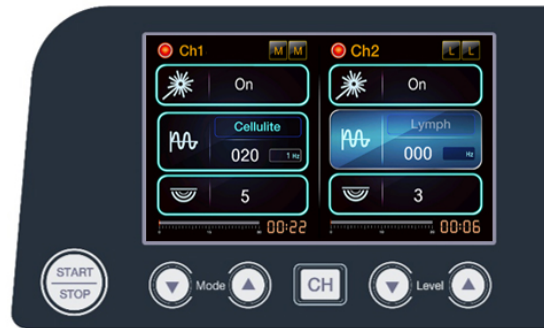 Ch1 M M
On
Cellulite
020 1 Hz
5
00:22
Ch2 L L
On
Lymph
000 Hz
3
00:06
START
STOP
Mode
CH
Level